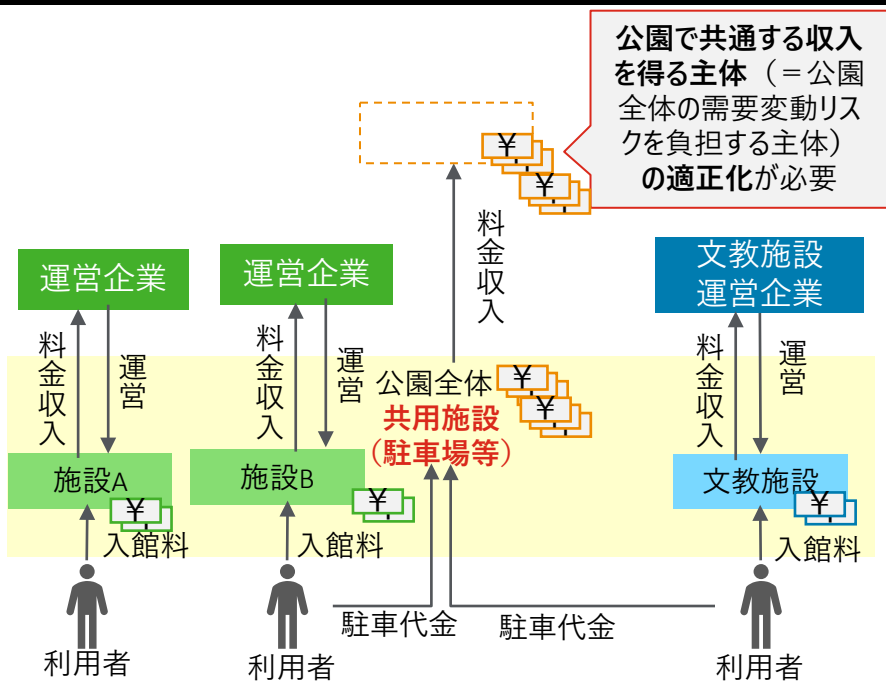 公園で共通する収入
を得る主体（＝公園
全体の需要変動リス
クを負担する主体）
の適正化が必要
¥
¥
料金収入
運営企業
運営企業
文教施設
運営企業
料金収入
運営
料金収入
運営
料金収入
運営
公園全体
共用施設
（駐車場等）
¥
¥
施設A
¥
施設B
¥
文教施設
¥
入館料
入館料
入館料
駐車代金
駐車代金
利用者
利用者
利用者